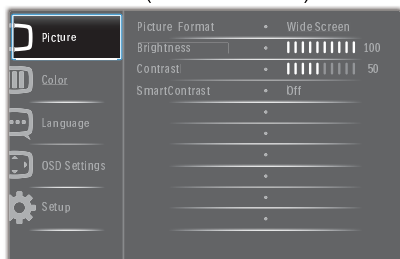 Picture
Color
Language
OSD Settings
Setup
Picture Format • Wide Screen
Brightness • 100
Contrast • 50
SmartContrast • Off
•
•
•
•
•
•